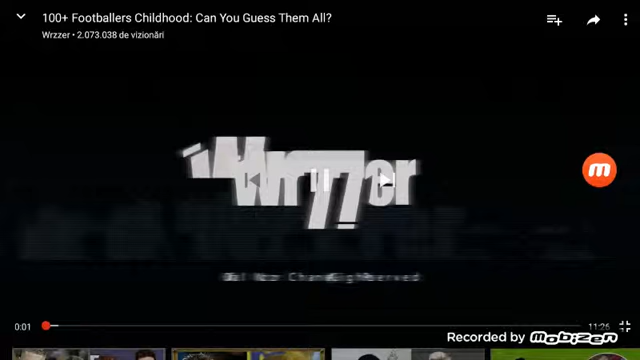 100+ Footballers Childhood: Can You Guess Them All?
Wrzzer • 2.073.038 de vizionări
Wrzzer
m
0:01
11:26
Recorded by mobizen